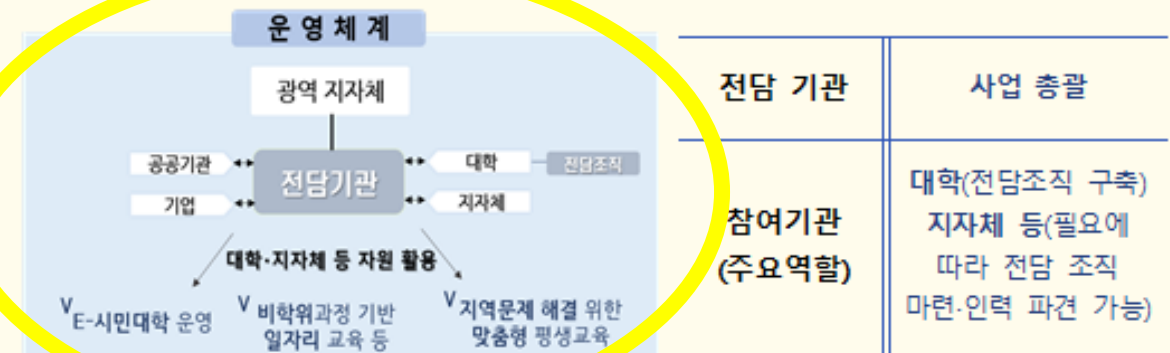 운영체계
광역 지자체
공공기관
대학
전담조직
전담기관
기업
지자체
대학·지자체 등 자원 활용
V E-시민대학 운영
V 비학위과정 기반
일자리 교육 등
V 지역문제 해결 위한
맞춤형 평생교육
전담 기관
사업 총괄
참여기관
(주요역할)
대학(전담조직 구축)
지자체 등(필요에
따라 전담 조직
마련·인력 파견 가능)